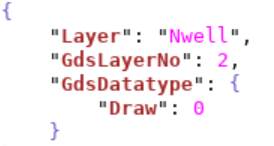 {
    "Layer": "Nwell",
    "GdsLayerNo": 2,
    "GdsDatatype": {
        "Draw": 0
    }